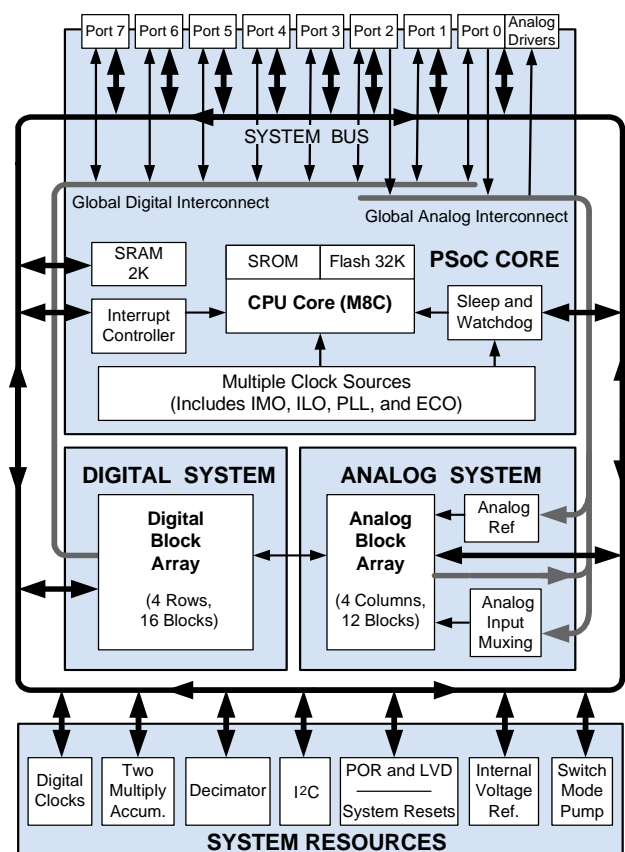 Port 7
Port 6
Port 5
Port 4
Port 3
Port 2
Port 1
Port 0
Analog
Drivers
SYSTEM BUS
Global Digital Interconnect
Global Analog Interconnect
PSoC CORE
SRAM
2K
SROM
Flash 32K
CPU Core (M8C)
Interrupt
Controller
Sleep and
Watchdog
Multiple Clock Sources
(Includes IMO, ILO, PLL, and ECO)
DIGITAL SYSTEM
Digital
Block
Array
(4 Rows,
16 Blocks)
ANALOG SYSTEM
Analog
Block
Array
(4 Columns,
12 Blocks)
Analog
Ref
Analog
Input
Muxing
Digital
Clocks
Two
Multiply
Accum.
Decimator
I2C
POR and LVD
System Resets
Internal
Voltage
Ref.
Switch
Mode
Pump
SYSTEM RESOURCES